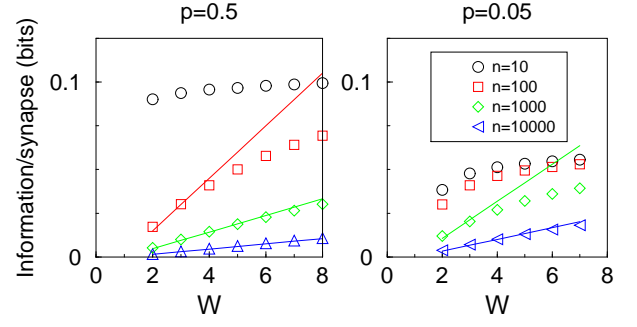 p=0.5
p=0.05
Information/synapse (bits)
0.1
0
0 2 4 6 8
W
0.1
0
0 2 4 6 8
W
n=10
n=100
n=1000
n=10000